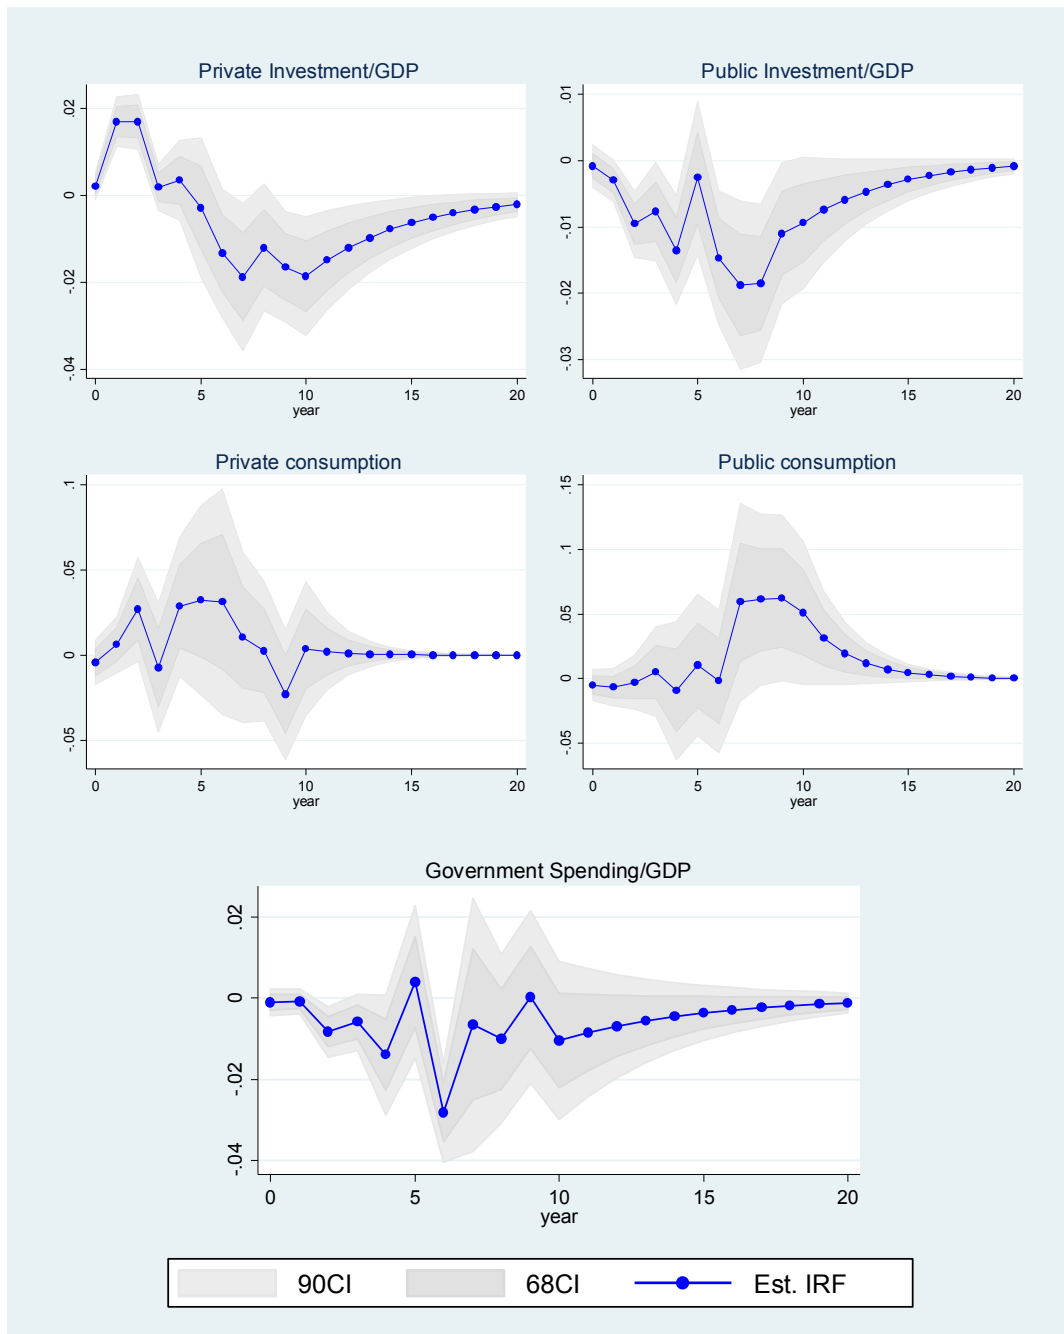 Private Investment/GDP
.02
0
-.02
-.04
0 5 10 15 20
year
Public Investment/GDP
.01
0
-.01
-.02
-.03
0 5 10 15 20
year
Private consumption
.1
.05
0
-.05
0 5 10 15 20
year
Public consumption
.15
.1
.05
0
-.05
0 5 10 15 20
year
Government Spending/GDP
.02
0
-.02
-.04
0 5 10 15 20
year
90CI 68CI Est. IRF